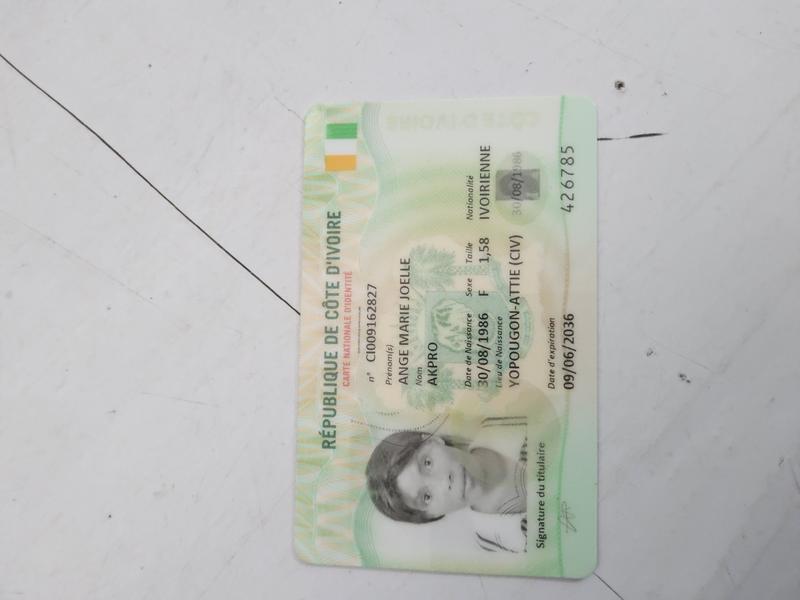 RÉPUBLIQUE DE CÔTE D'IVOIRE
CARTE NATIONALE D'IDENTITÉ
n° CI009162827
Prénom(s)
ANGE MARIE JOELLE
Nom
AKPRO
Date de Naissance Sexe Taille Nationalité
30/08/1986 F 1,58 IVOIRIENNE
Lieu de Naissance
YOPOUGON-ATTIE (CIV)
30/08/1986
Date d'expiration
09/06/2036
426785
Signature du titulaire
CÔTE D'IVOIRE